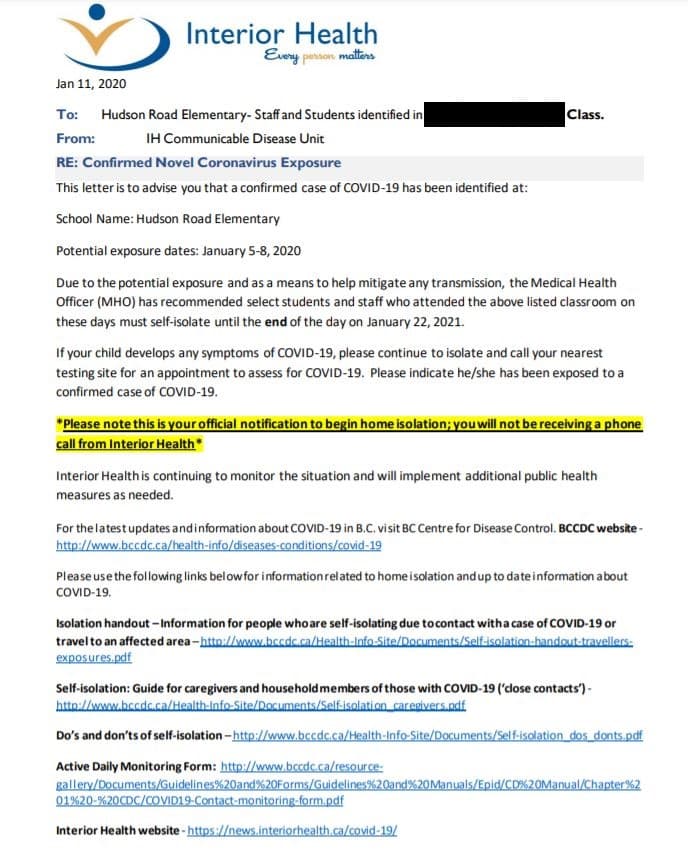 Interior Health
Every person matters
Jan 11, 2020
To: Hudson Road Elementary- Staff and Students identified in Class.
From: IH Communicable Disease Unit
RE: Confirmed Novel Coronavirus Exposure
This letter is to advise you that a confirmed case of COVID-19 has been identified at:
School Name: Hudson Road Elementary
Potential exposure dates: January 5-8, 2020
Due to the potential exposure and as a means to help mitigate any transmission, the Medical Health
Officer (MHO) has recommended select students and staff who attended the above listed classroom on
these days must self-isolate until the end of the day on January 22, 2021.
If your child develops any symptoms of COVID-19, please continue to isolate and call your nearest
testing site for an appointment to assess for COVID-19. Please indicate he/she has been exposed to a
confirmed case of COVID-19.
*Please note this is your official notification to begin home isolation; you will not be receiving a phone
call from Interior Health*
Interior Health is continuing to monitor the situation and will implement additional public health
measures as needed.
For the latest updates and information about COVID-19 in B.C. visit BC Centre for Disease Control. BCCDC website -
http://www.bccdc.ca/health-info/diseases-conditions/covid-19
Please use the following links below for information related to home isolation and up to date information about
COVID-19.
Isolation handout – Information for people who are self-isolating due to contact with a case of COVID-19 or
travel to an affected area – http://www.bccdc.ca/Health-Info-Site/Documents/Self-isolation-handout-travellers-
exposures.pdf
Self-isolation: Guide for caregivers and household members of those with COVID-19 ('close contacts') -
http://www.bccdc.ca/Health-Info-Site/Documents/Self-isolation_caregivers.pdf
Do's and don'ts of self-isolation – http://www.bccdc.ca/Health-Info-Site/Documents/Self-isolation_dos_donts.pdf
Active Daily Monitoring Form: http://www.bccdc.ca/resource-
gallery/Documents/Guidelines%20and%20Forms/Guidelines%20and%20Manuals/Epid/CD%20Manual/Chapter%2
01%20-%20CDC/COVID19-Contact-monitoring-form.pdf
Interior Health website - https://news.interiorhealth.ca/covid-19/